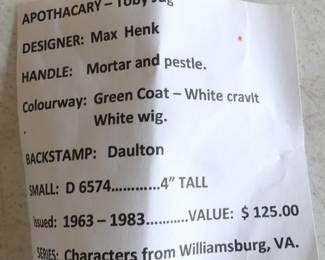 APOTHACARY – Toby Jug
DESIGNER: Max Henk
HANDLE: Mortar and pestle.
Colourway: Green Coat – White cravlt
White wig.
BACKSTAMP: Daulton
SMALL: D 6574............4” TALL
Issued: 1963 – 1983..........VALUE: $ 125.00
SERIES: Characters from Williamsburg, VA.